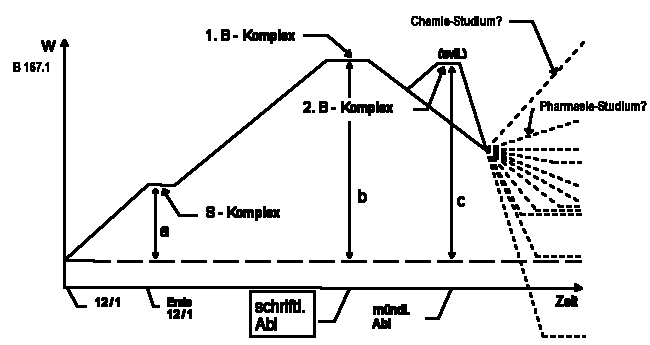 Chemie-Studium?
W
1. B - Komplex
(evtl.)
B 167.1
2. B - Komplex
Pharmazie-Studium?
b
c
S - Komplex
a
12/1
Ende
12/1
schriftl.
Abi
mündl.
Abi
Zeit